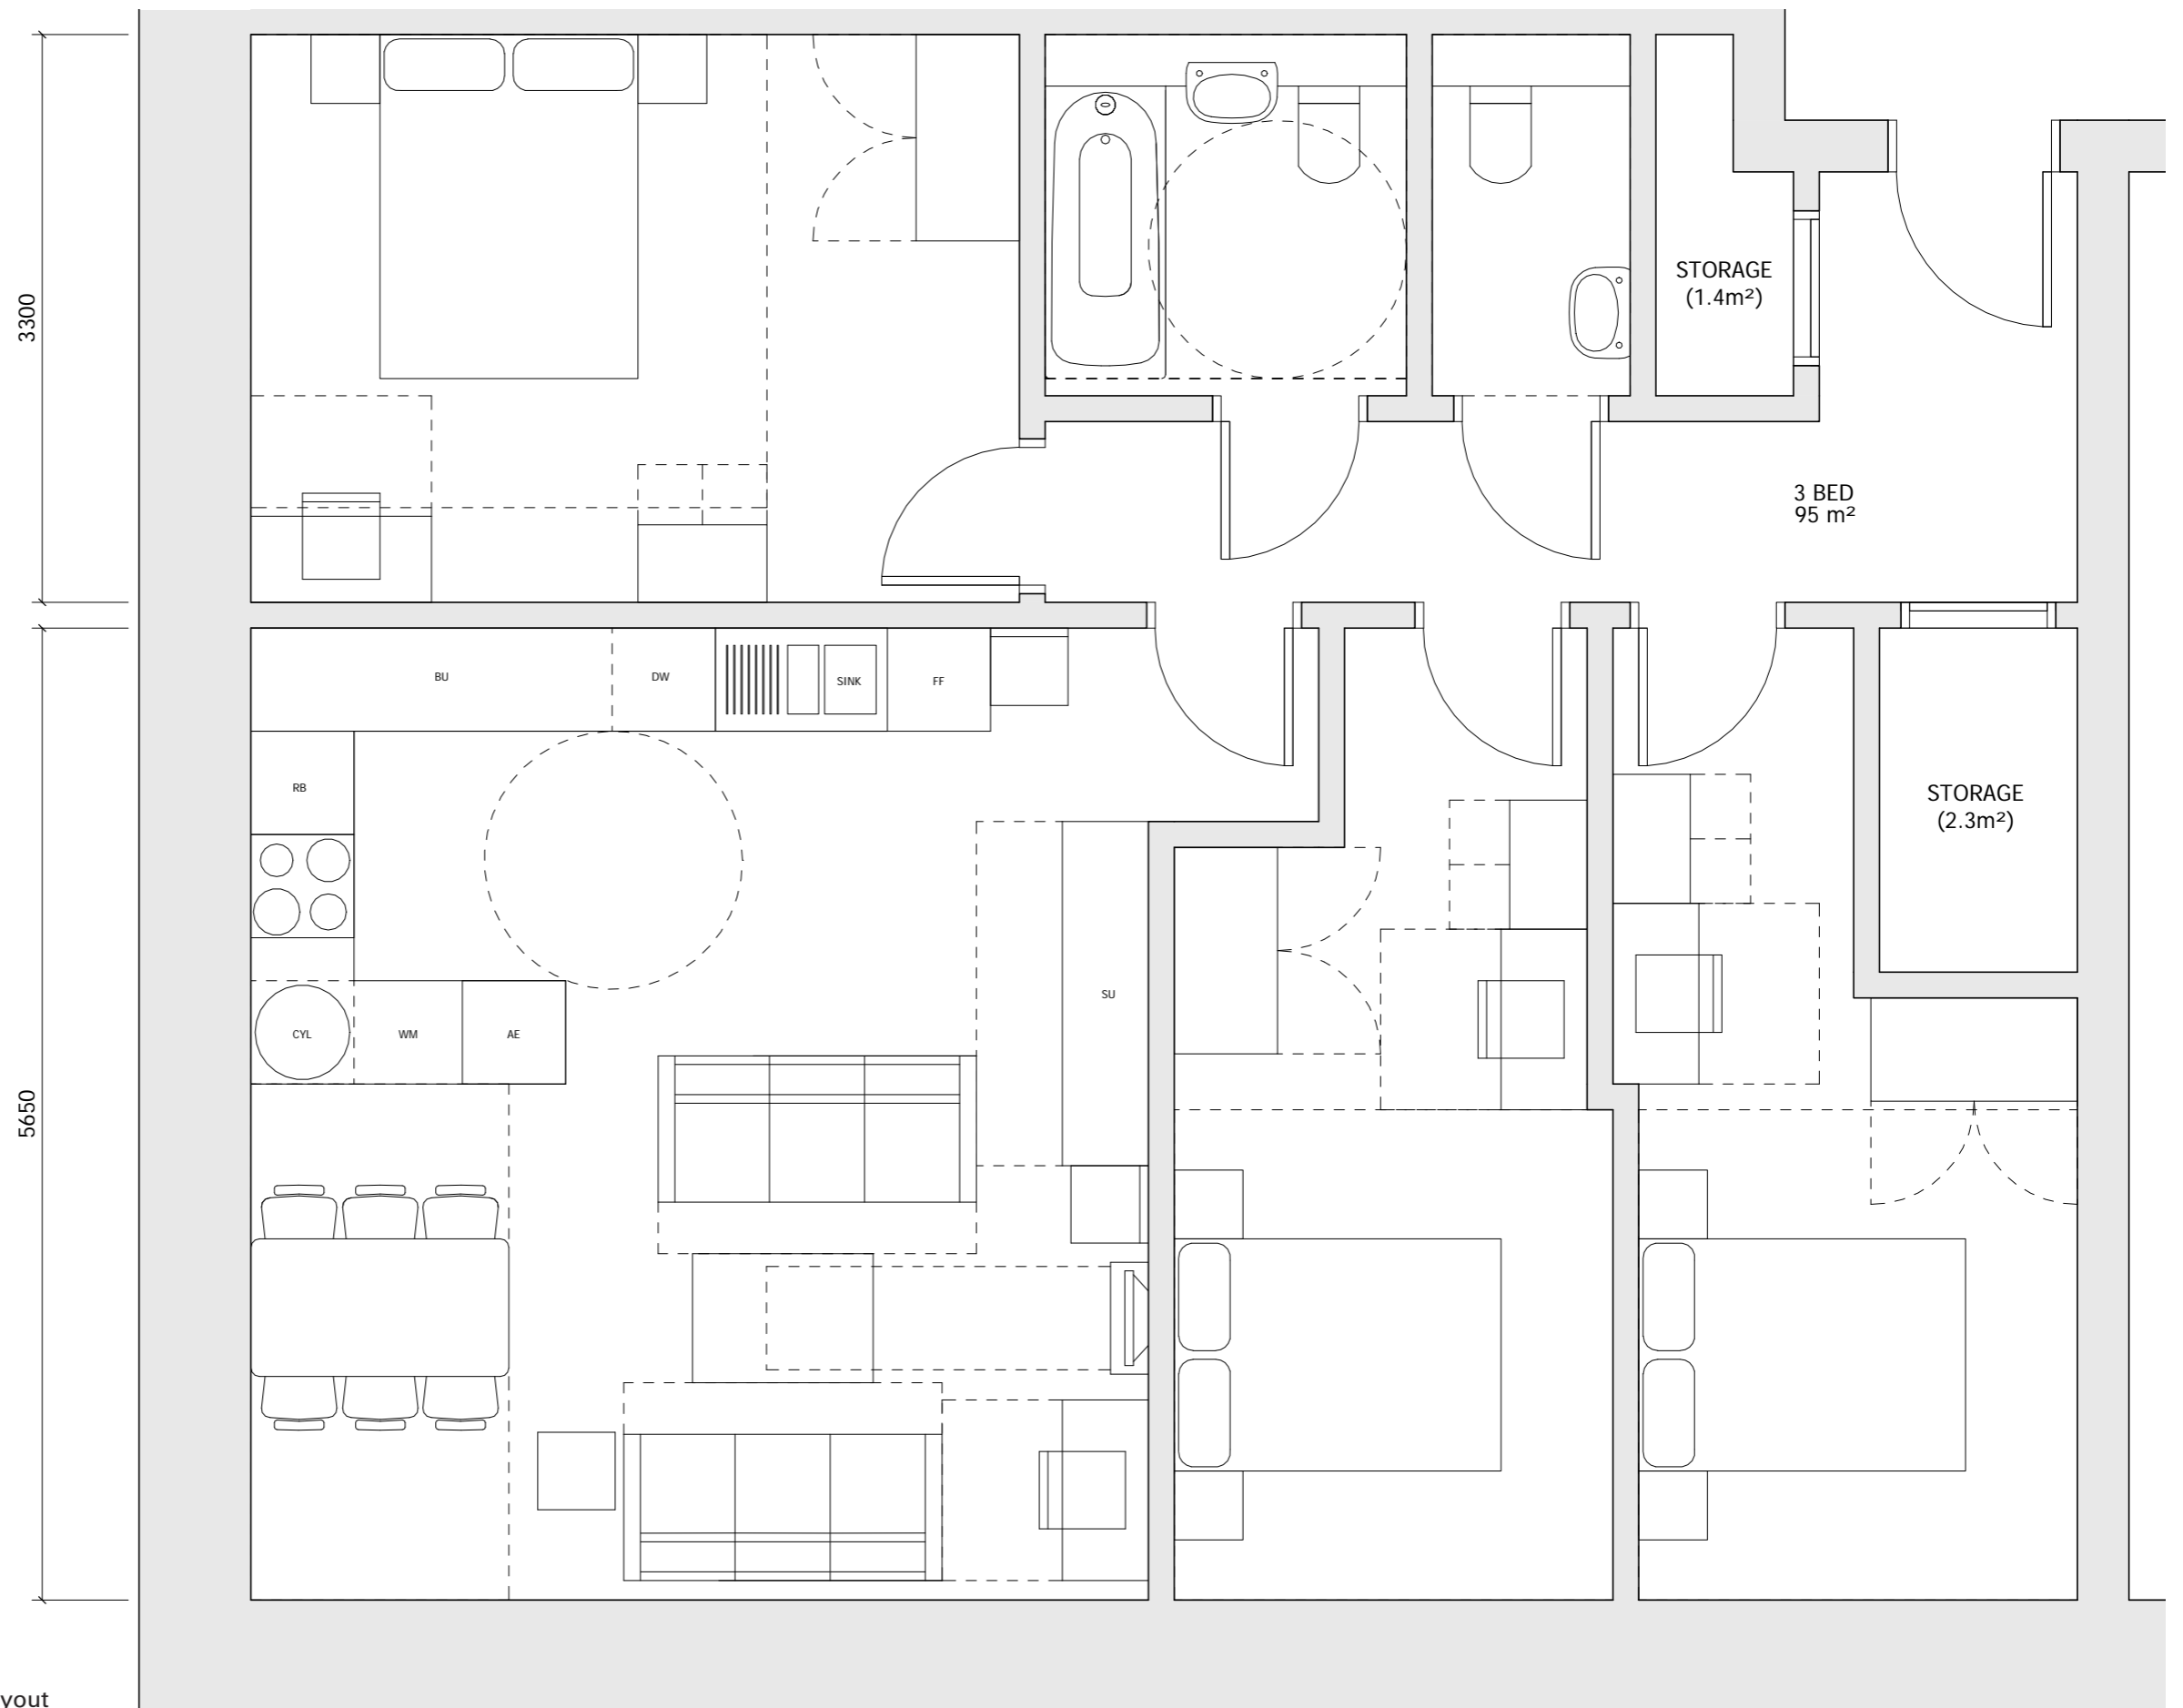 3300
STORAGE
(1.4m²)
3 BED
95 m²
BU
DW
SINK
FF
RB
STORAGE
(2.3m²)
SU
CYL
WM
AE
5650
yout